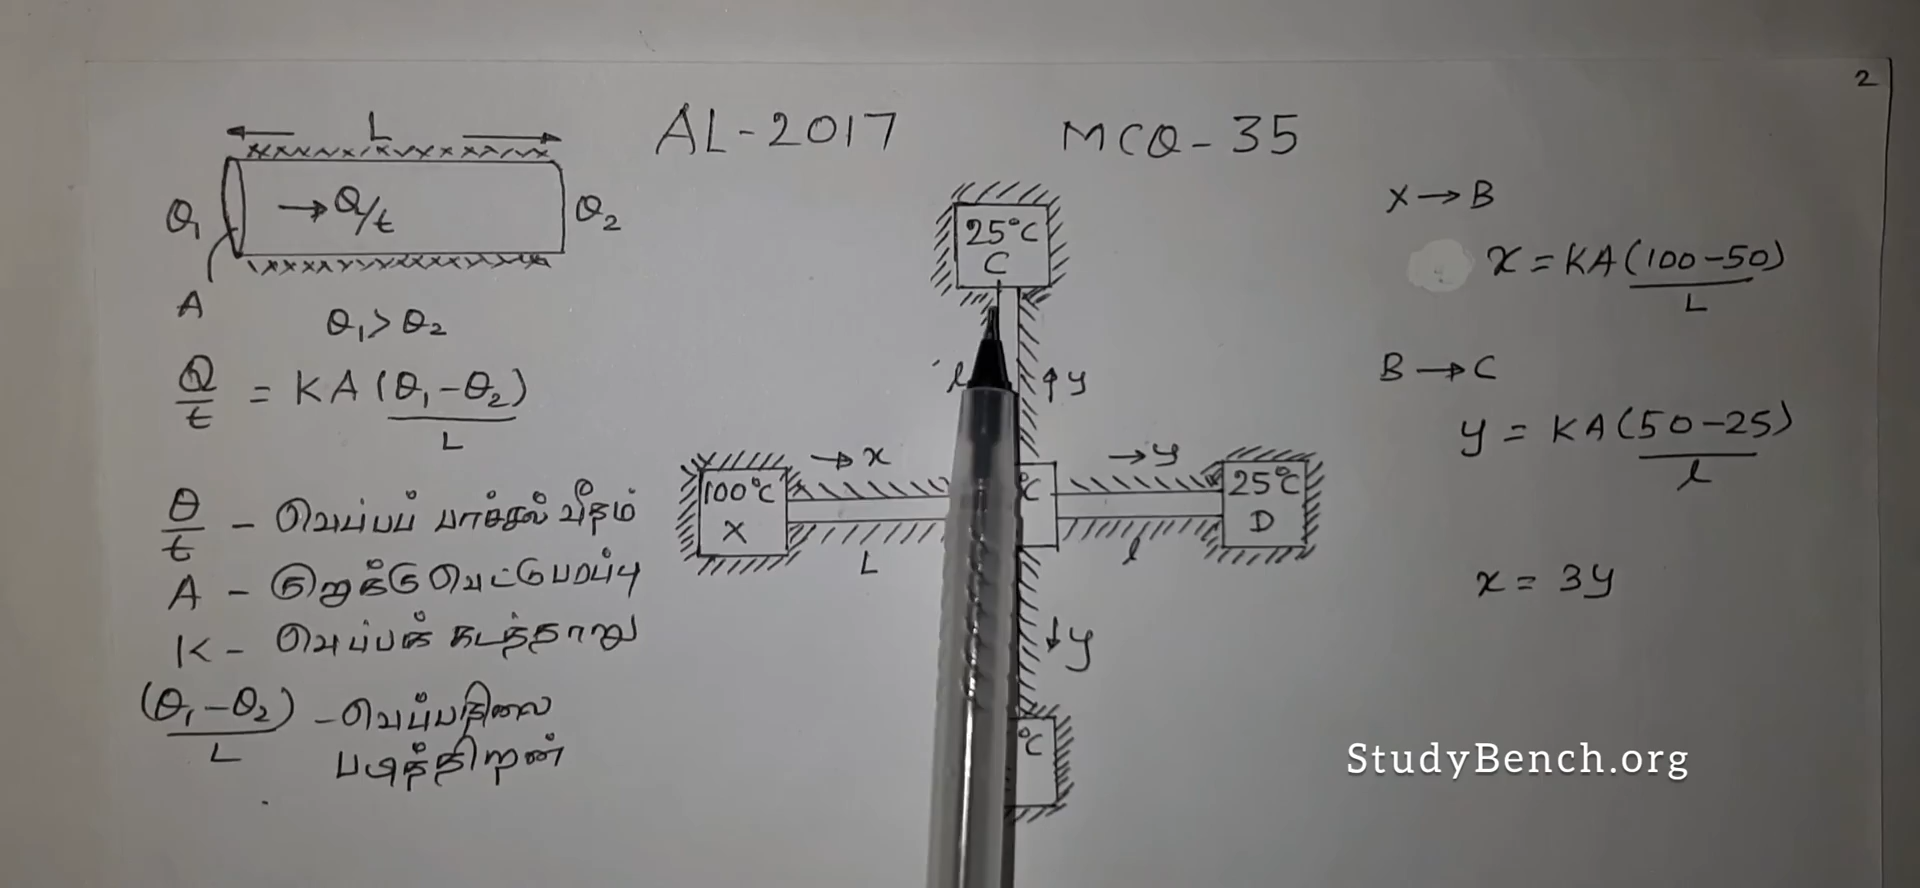 2
AL-2017 MCQ-35
L
θ₁ →Q/t θ₂
A
θ₁>θ₂
Q/t = KA(θ₁-θ₂)/L
θ/t - வெப்பப் பாச்சல் வீதம்
A - குறுக்கு வெட்டு பரப்பு
K - வெப்பக் கடத்தாறு
(θ₁-θ₂)/L - வெப்பநிலை
படித்திறன்
25°C
C
l ↑y
→x →y
100°C °C 25°C
X D
L l
↓y
°C
X→B
x = KA(100-50)/L
B→C
y = KA(50-25)/l
x = 3y
StudyBench.org